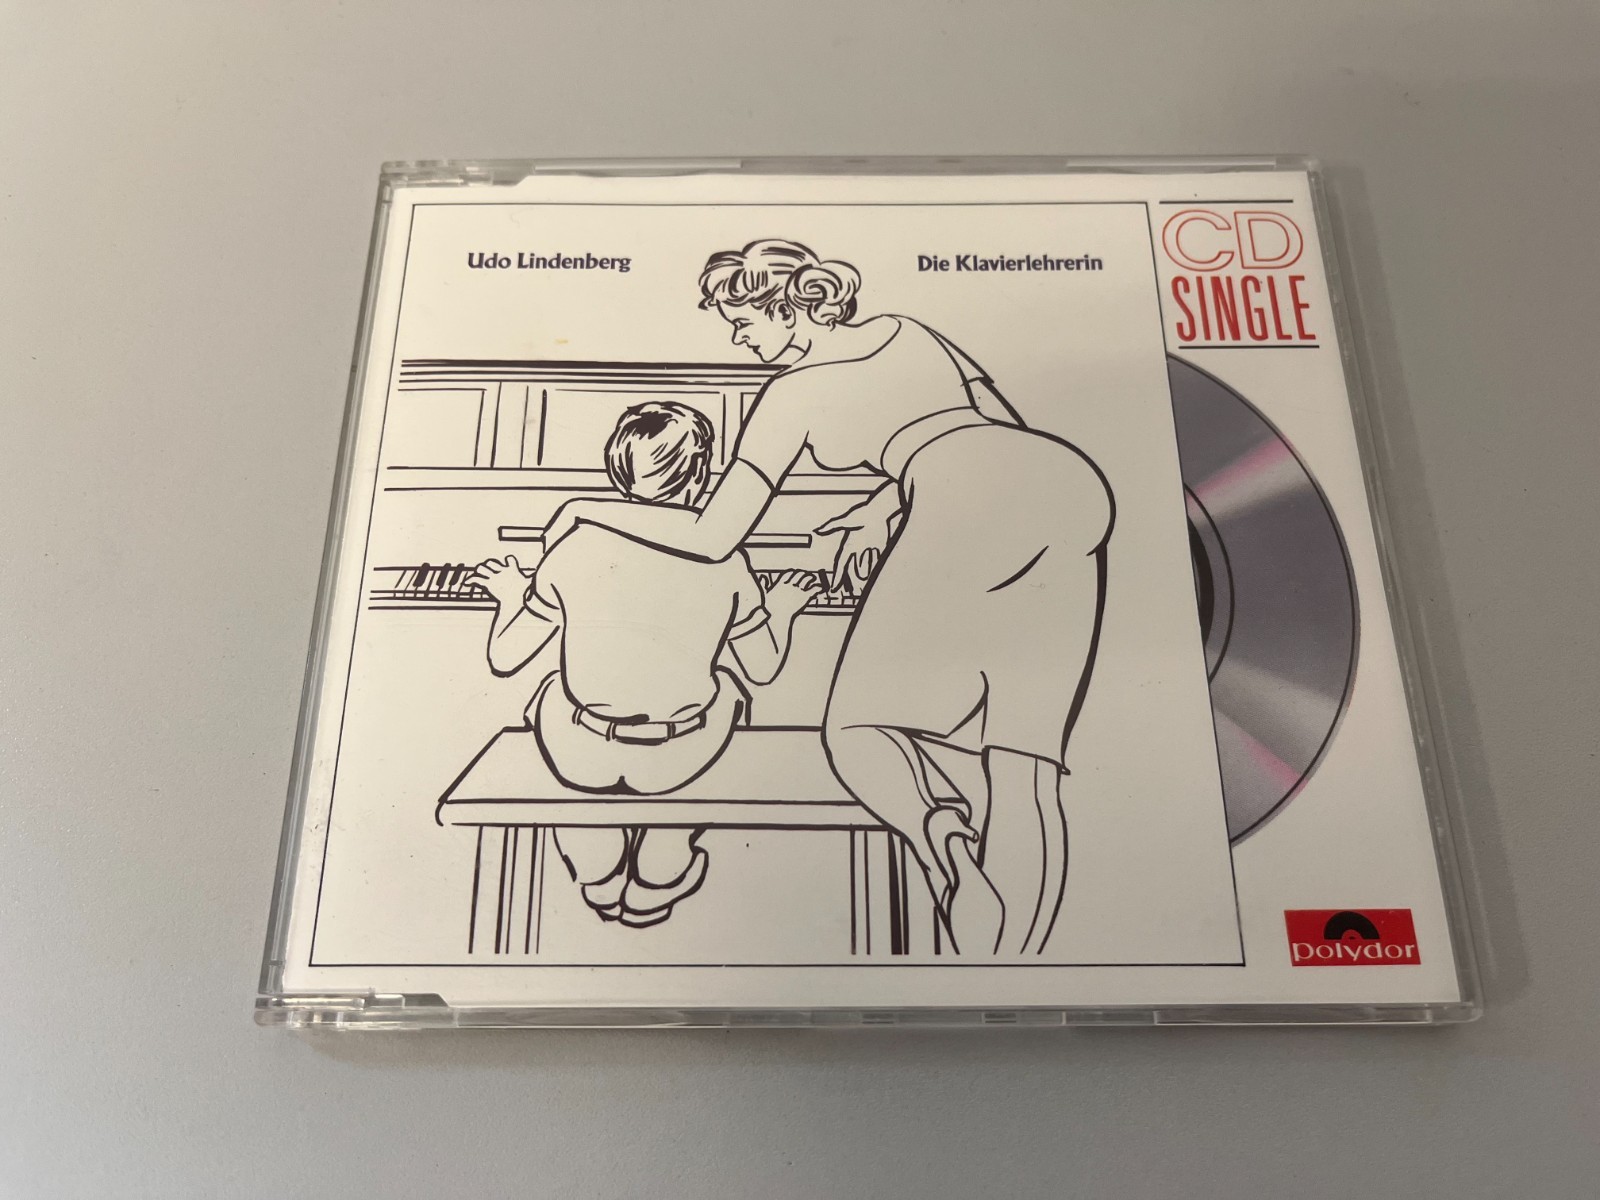 Udo Lindenberg
Die Klavierlehrerin
CD
SINGLE
polydor